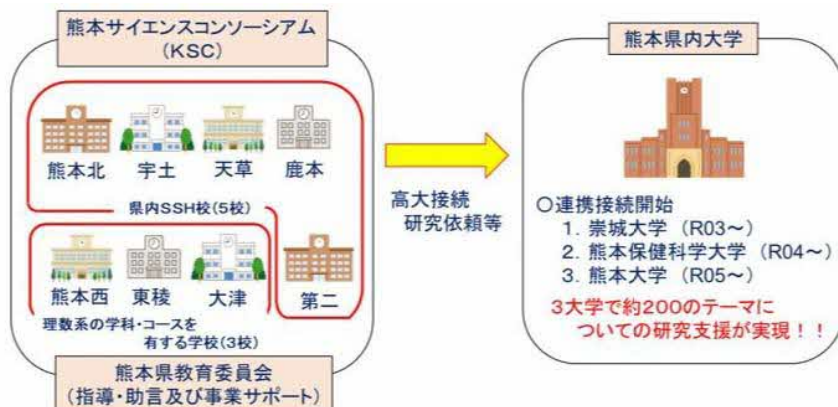 熊本サイエンスコンソーシアム
（KSC）
熊本北
宇土
天草
鹿本
県内SSH校（5校）
熊本西
東稜
大津
第二
理数系の学科・コースを
有する学校（3校）
熊本県教育委員会
（指導・助言及び事業サポート）
高大接続
研究依頼等
熊本県内大学
○連携接続開始
1. 崇城大学（R03～）
2. 熊本保健科学大学（R04～）
3. 熊本大学（R05～）
3大学で約200のテーマに
ついての研究支援が実現！！